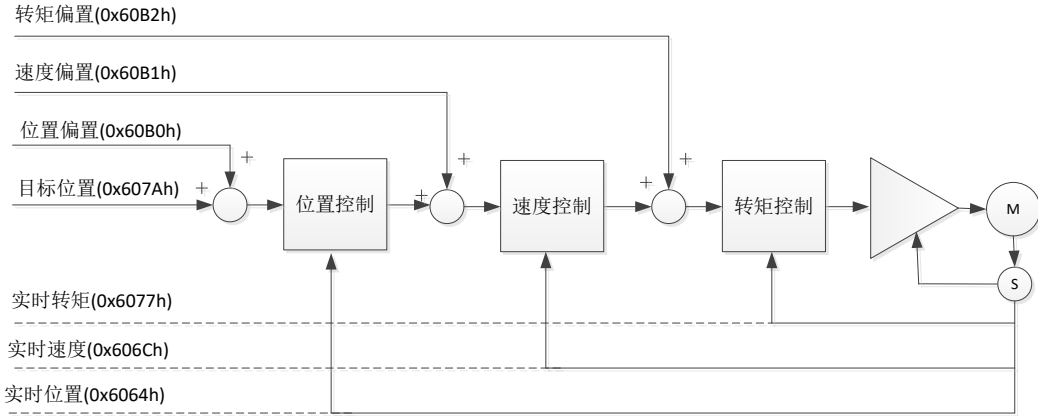 转矩偏置(0x60B2h)
速度偏置(0x60B1h)
位置偏置(0x60B0h)
目标位置(0x607Ah)
+
+
+
+
+
+
位置控制
速度控制
转矩控制
M
S
实时转矩(0x6077h)
实时速度(0x606Ch)
实时位置(0x6064h)